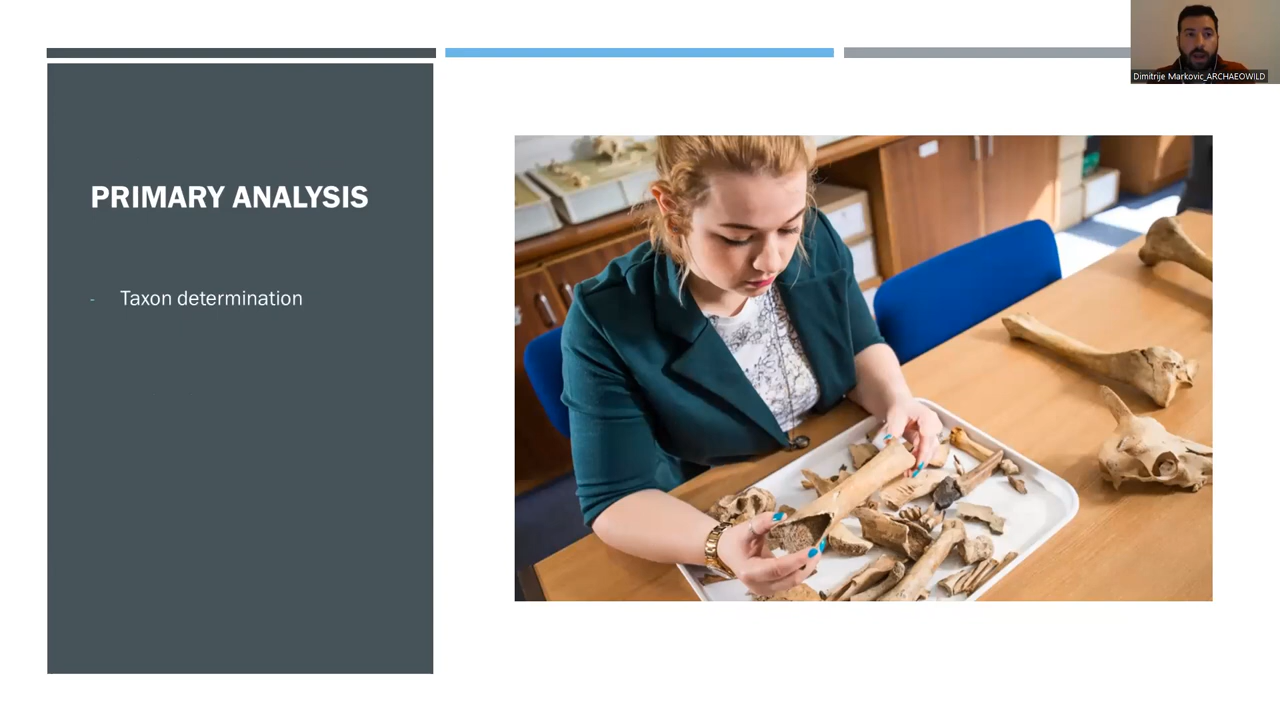 Dimitrije Markovic_ARCHAEOWILD
PRIMARY ANALYSIS
- Taxon determination